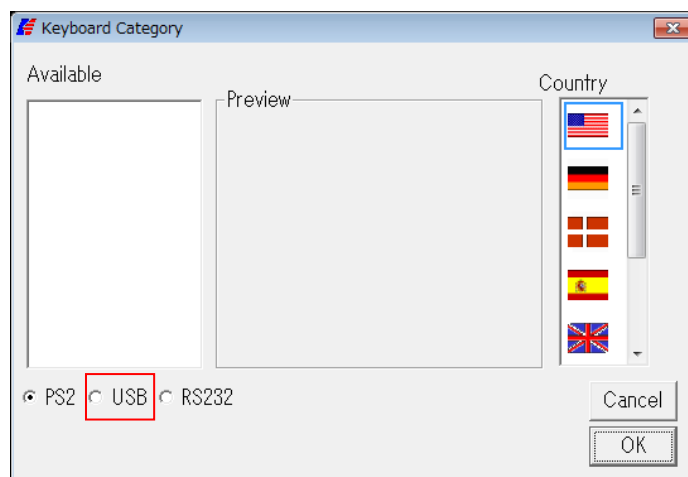 Keyboard Category
Available
Preview
Country
PS2 USB RS232
Cancel
OK